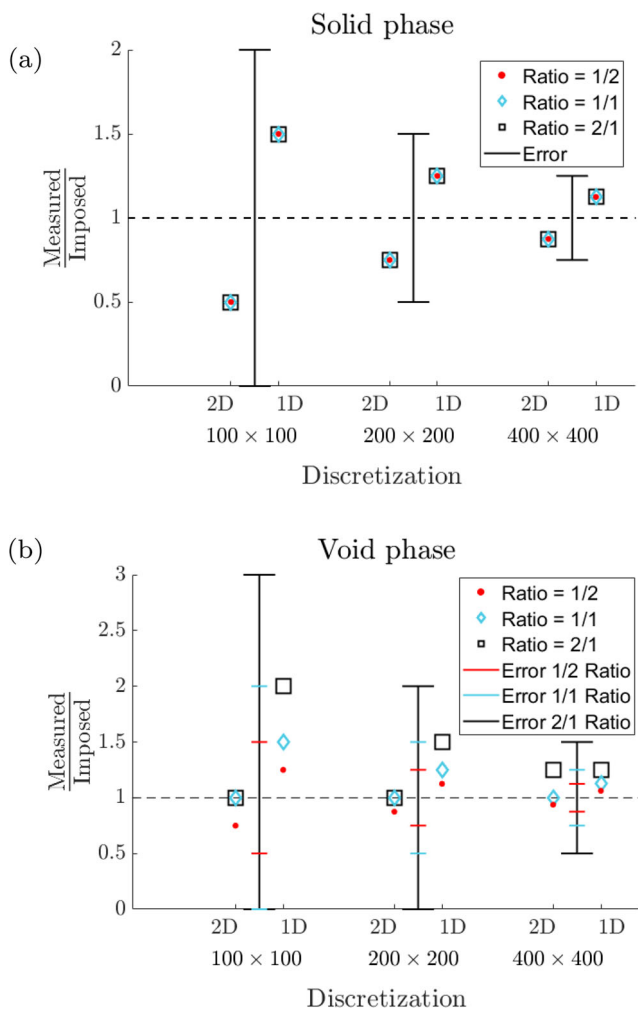 Solid phase
(a)
2
1.5
1
0.5
0
Measured
Imposed
Ratio = 1/2
Ratio = 1/1
Ratio = 2/1
Error
2D 1D 2D 1D 2D 1D
100 × 100 200 × 200 400 × 400
Discretization
(b)
Void phase
3
2.5
2
1.5
1
0.5
0
Measured
Imposed
Ratio = 1/2
Ratio = 1/1
Ratio = 2/1
Error 1/2 Ratio
Error 1/1 Ratio
Error 2/1 Ratio
2D 1D 2D 1D 2D 1D
100 × 100 200 × 200 400 × 400
Discretization